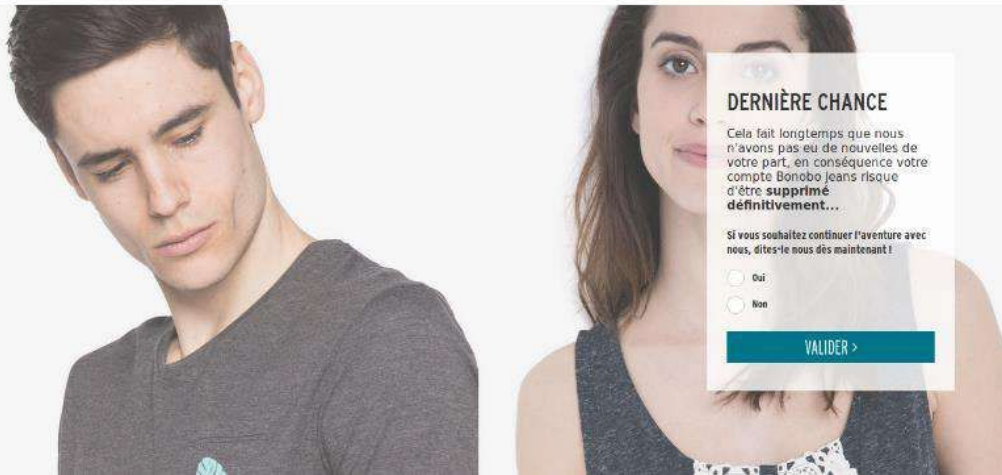 DERNIÈRE CHANCE
Cela fait longtemps que nous
n'avons pas eu de nouvelles de
votre part, en conséquence votre
compte Bonobo Jeans risque
d'être supprimé
définitivement...
Si vous souhaitez continuer l'aventure avec
nous, dites-le nous dès maintenant !
Oui
Non
VALIDER >